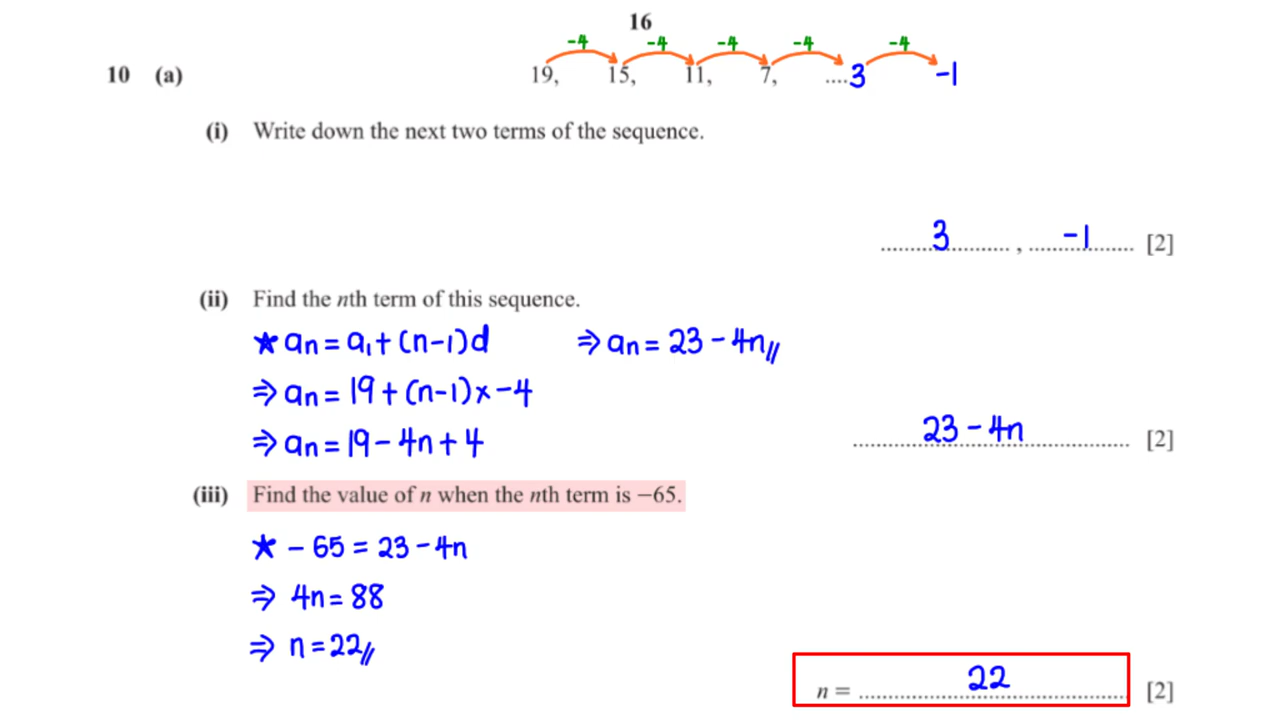 16
-4 -4 -4 -4 -4
10 (a) 19, 15, 11, 7, ....3 -1
(i) Write down the next two terms of the sequence.
3 , -1 [2]
(ii) Find the nth term of this sequence.
★ an = a₁ + (n-1)d ⇒ an = 23 - 4n//
⇒ an = 19 + (n-1) x -4
⇒ an = 19 - 4n + 4
23 - 4n [2]
(iii) Find the value of n when the nth term is −65.
★ - 65 = 23 - 4n
⇒ 4n = 88
⇒ n = 22//
n = 22 [2]